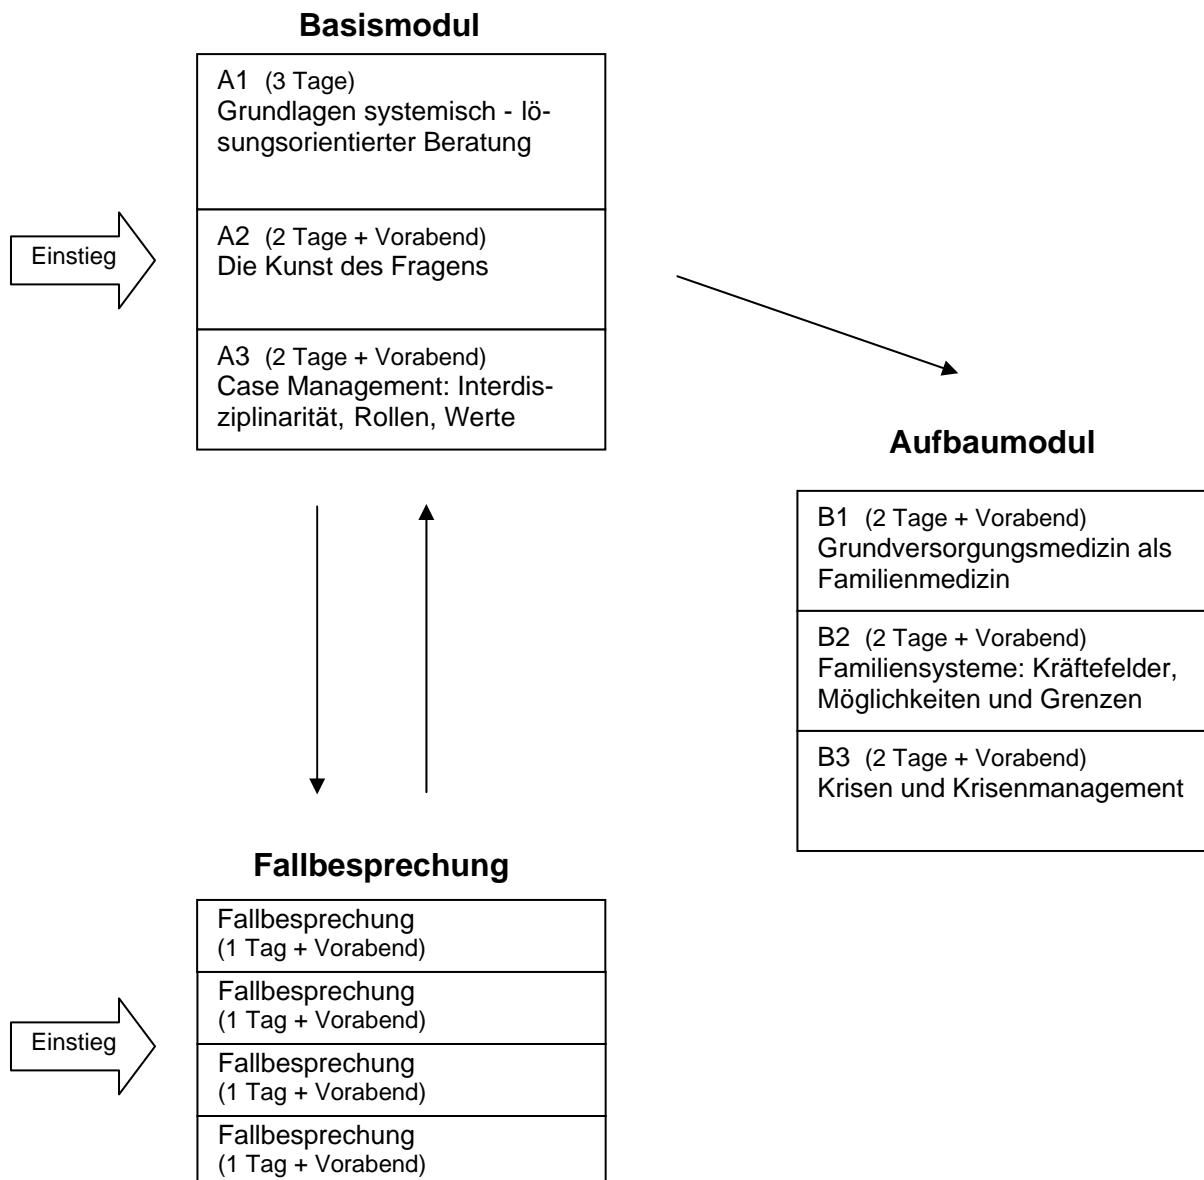 Basismodul
A1 (3 Tage)
Grundlagen systemisch - lö-
sungsorientierter Beratung
Einstieg
A2 (2 Tage + Vorabend)
Die Kunst des Fragens
A3 (2 Tage + Vorabend)
Case Management: Interdis-
ziplinarität, Rollen, Werte
Aufbaumodul
B1 (2 Tage + Vorabend)
Grundversorgungsmedizin als
Familienmedizin
B2 (2 Tage + Vorabend)
Familiensysteme: Kräftefelder,
Möglichkeiten und Grenzen
B3 (2 Tage + Vorabend)
Krisen und Krisenmanagement
Fallbesprechung
Fallbesprechung
(1 Tag + Vorabend)
Fallbesprechung
(1 Tag + Vorabend)
Einstieg
Fallbesprechung
(1 Tag + Vorabend)
Fallbesprechung
(1 Tag + Vorabend)